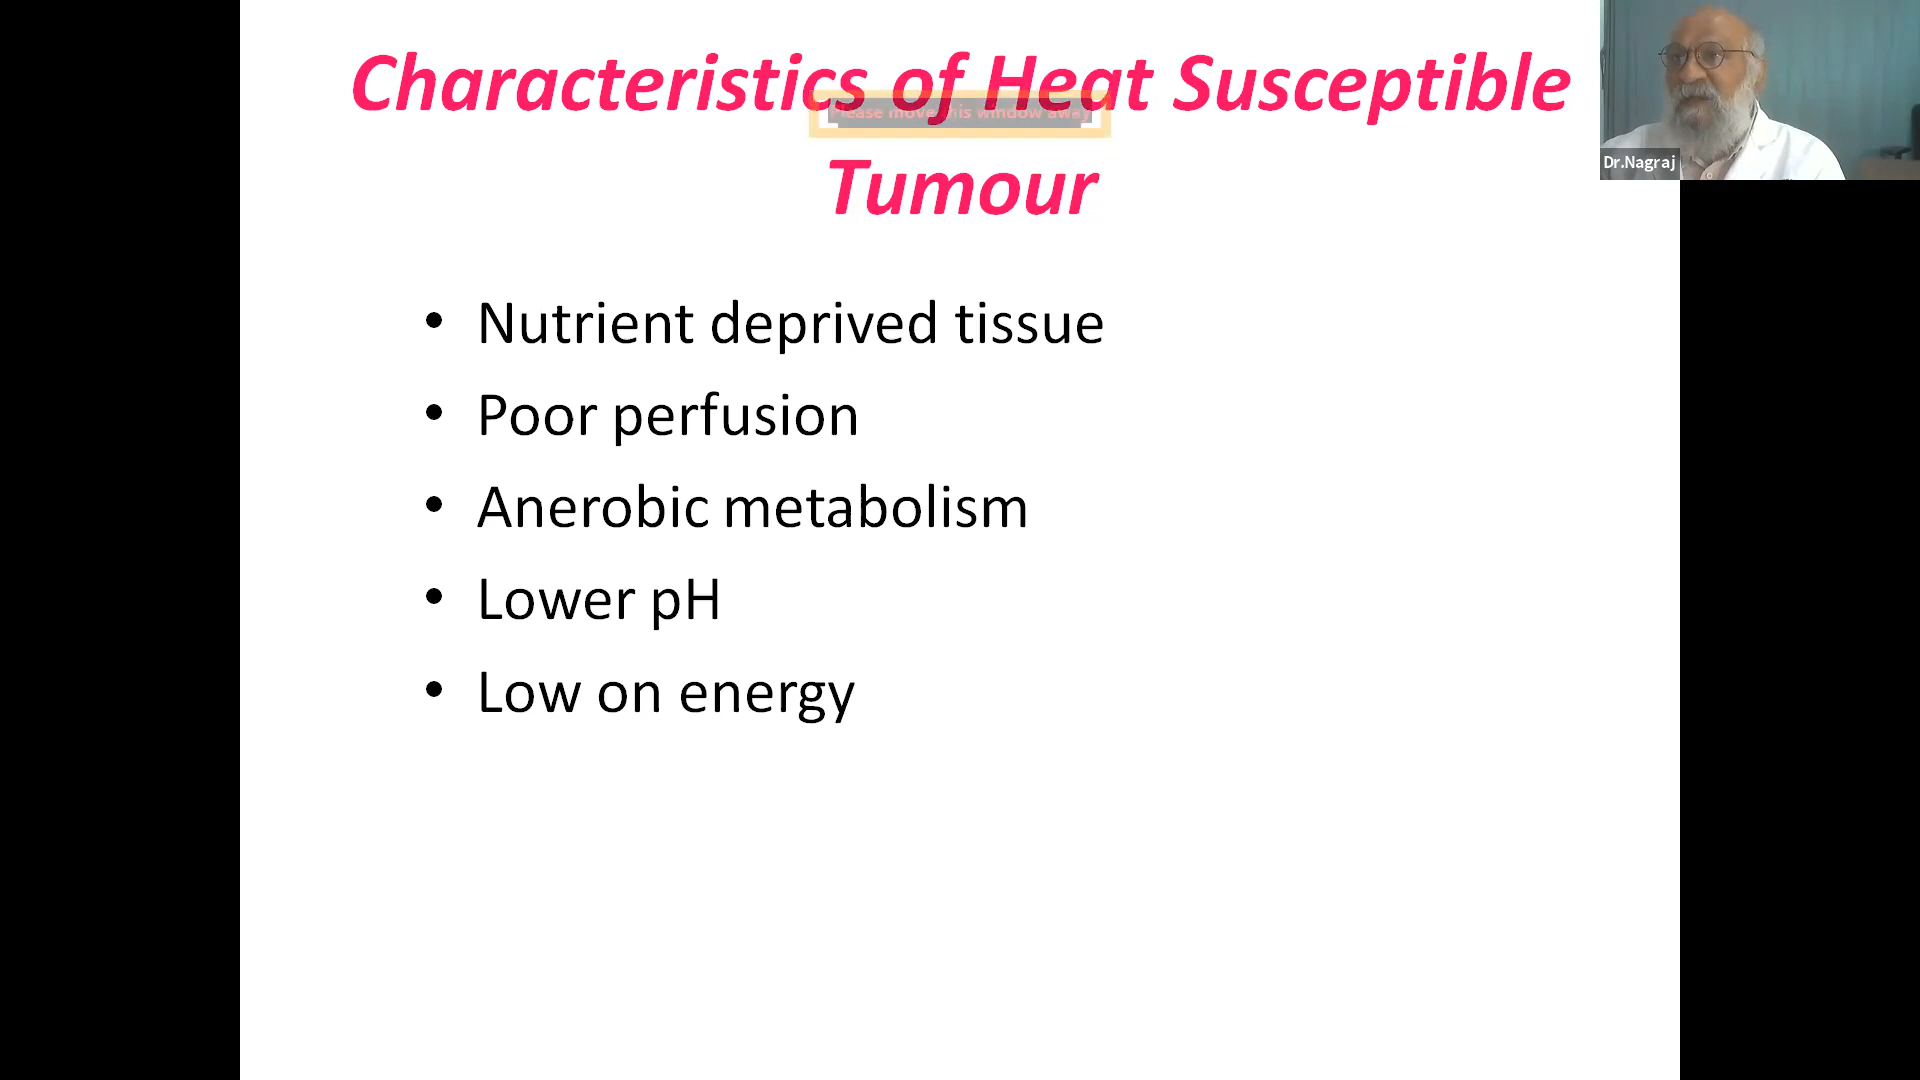 Characteristics of Heat Susceptible
Please move this window away
Tumour
Dr.Nagraj
• Nutrient deprived tissue
• Poor perfusion
• Anerobic metabolism
• Lower pH
• Low on energy